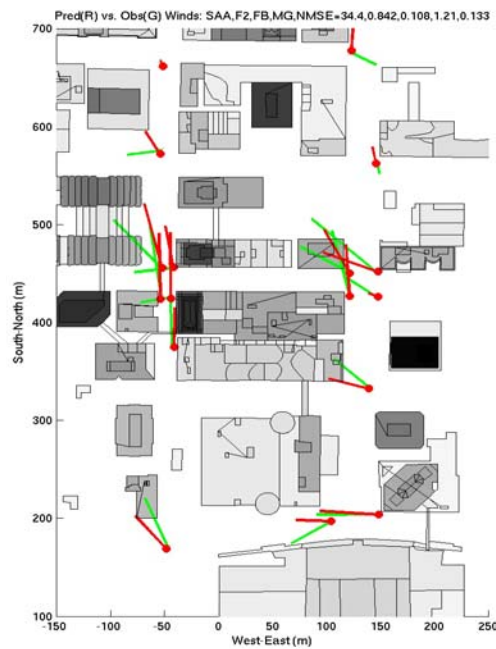 Pred(R) vs. Obs(G) Winds: SAA,F2,FB,MG,NMSE=34.4,0.842,0.108,1.21,0.133
700
600
500
400
300
200
100
South-North (m)
-150 -100 -50 0 50 100 150 200 250
West-East (m)